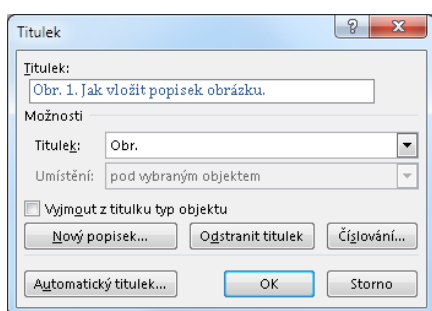 Titulek
Titulek:
Obr. 1. Jak vložit popisek obrázku.
Možnosti
Titulek: Obr.
Umístění: pod vybraným objektem
Vyjmout z titulku typ objektu
Nový popisek... Odstranit titulek Číslování...
Automatický titulek... OK Storno